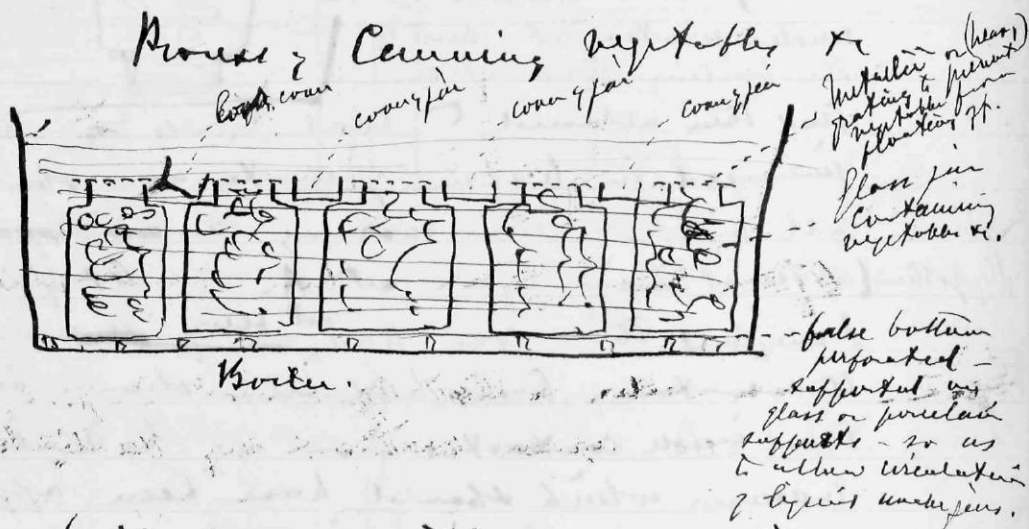 Process of Canning vegetables &c
cover cover of jar cover of jar cover of jar
Metallic or (heavy)
grating to prevent
vegetables from
floating off.
Glass jar
containing
vegetables &c.
false bottom
perforated –
supported on
glass or porcelain
supports – so as
to allow circulation
of liquid under jars.
Boiler.